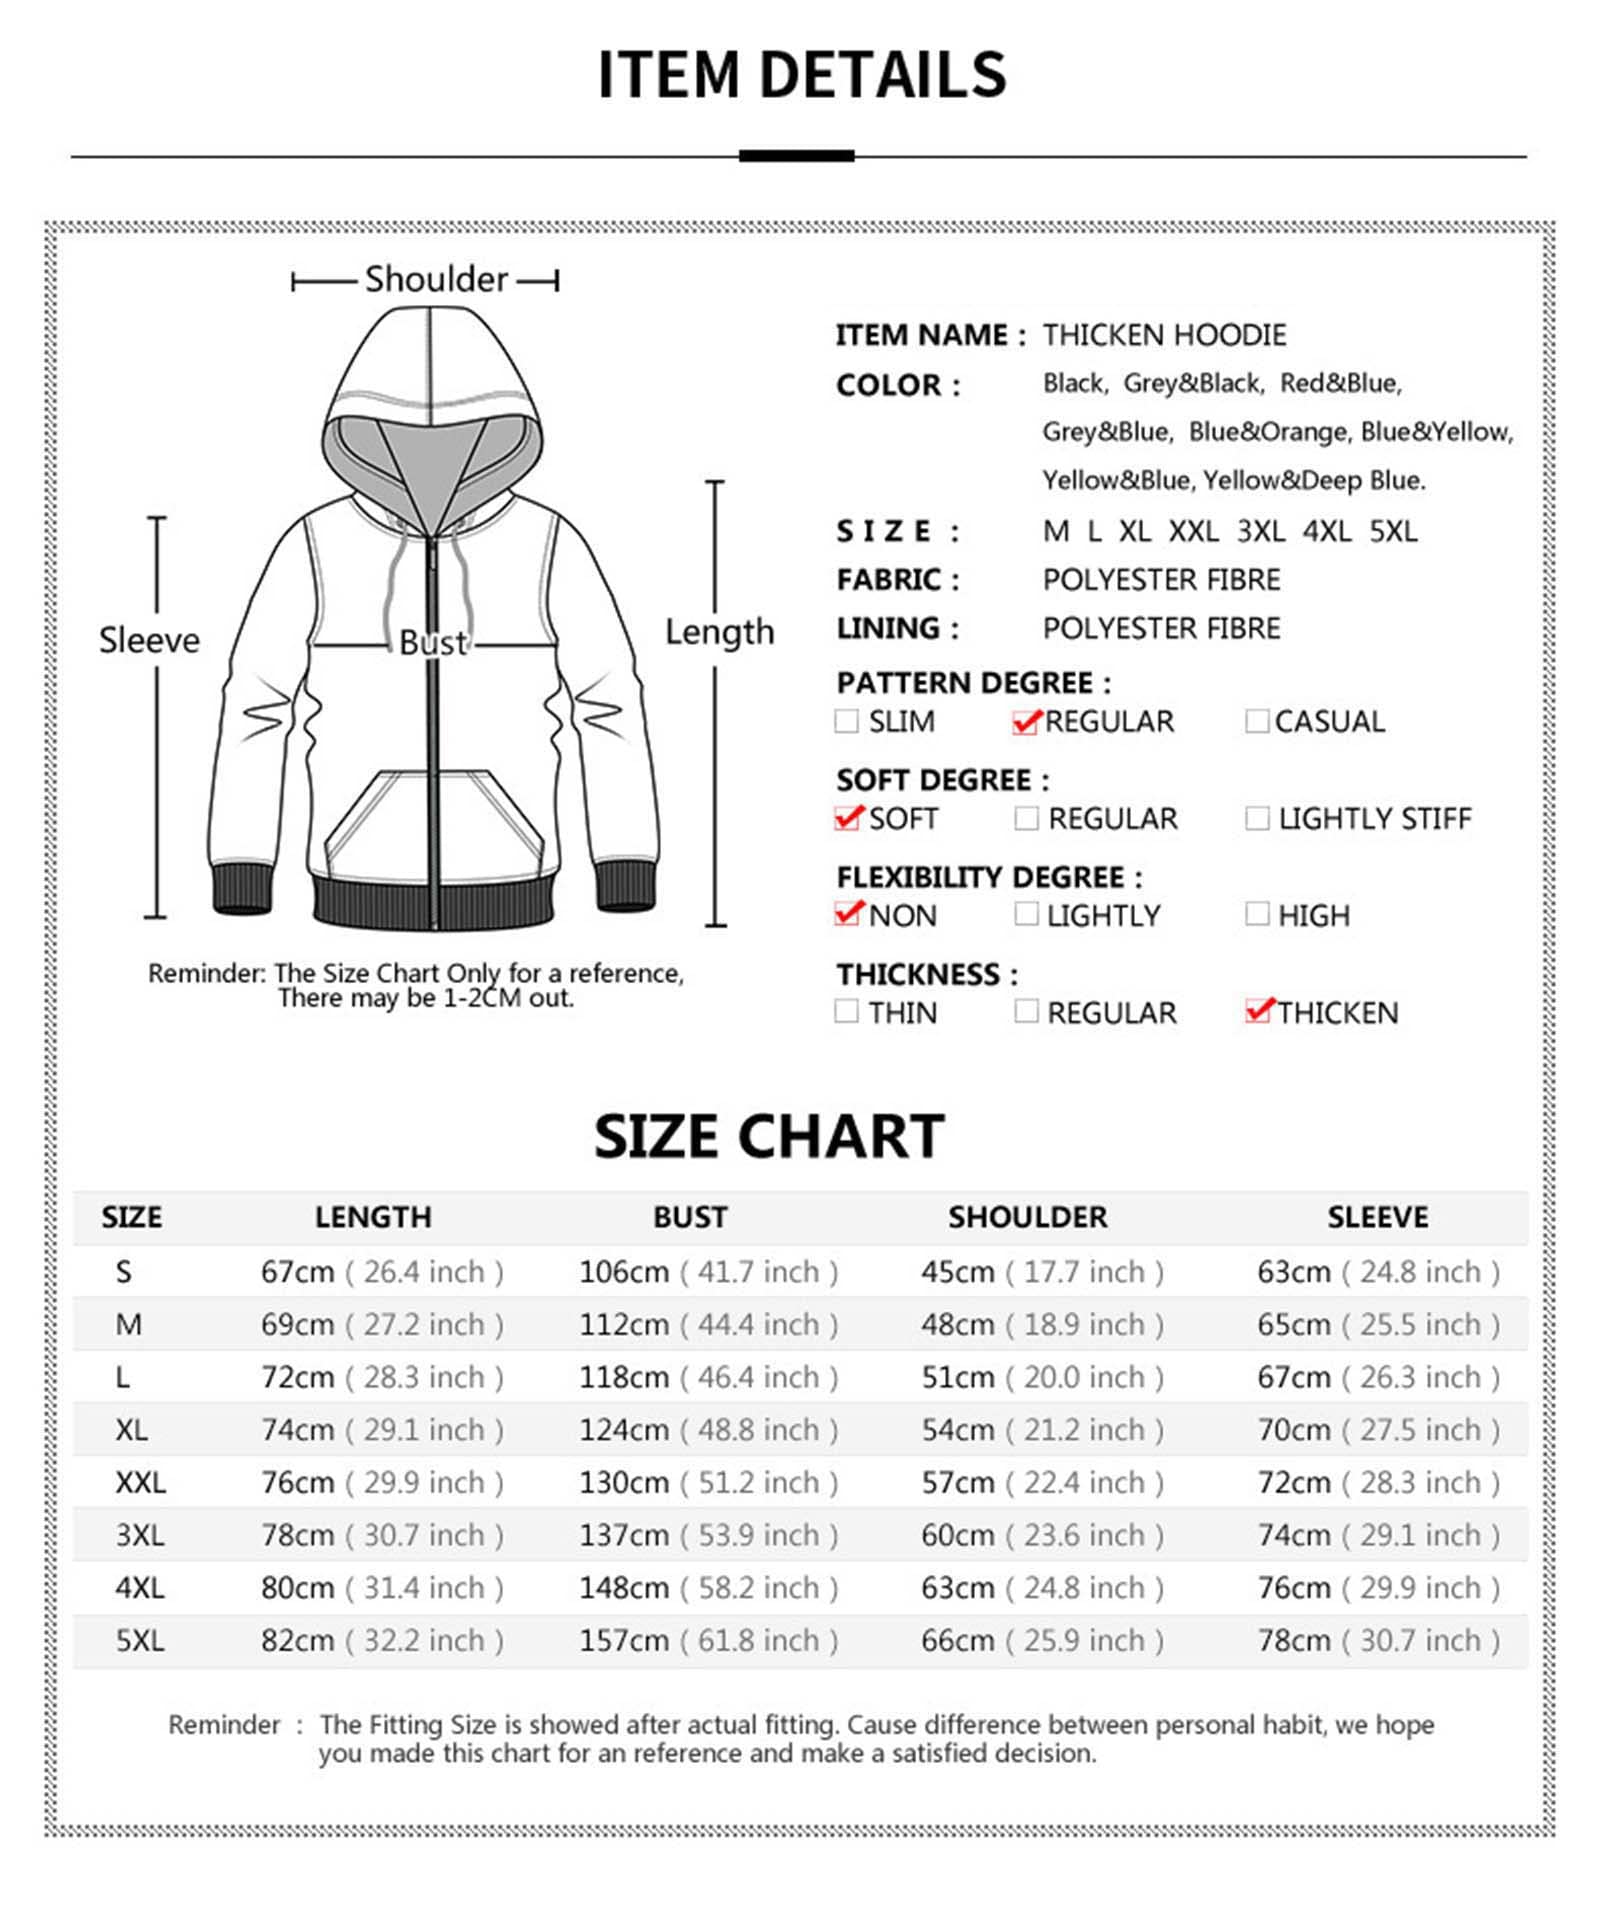 ITEM DETAILS
Shoulder
Sleeve
Bust
Length
Reminder: The Size Chart Only for a reference,
There may be 1-2CM out.
ITEM NAME : THICKEN HOODIE
COLOR : Black, Grey&Black, Red&Blue,
Grey&Blue, Blue&Orange, Blue&Yellow,
Yellow&Blue, Yellow&Deep Blue.
SIZE : M L XL XXL 3XL 4XL 5XL
FABRIC : POLYESTER FIBRE
LINING : POLYESTER FIBRE
PATTERN DEGREE :
SLIM REGULAR CASUAL
SOFT DEGREE :
SOFT REGULAR LIGHTLY STIFF
FLEXIBILITY DEGREE :
NON LIGHTLY HIGH
THICKNESS :
THIN REGULAR THICKEN
SIZE CHART
SIZE LENGTH BUST SHOULDER SLEEVE
S 67cm ( 26.4 inch ) 106cm ( 41.7 inch ) 45cm ( 17.7 inch ) 63cm ( 24.8 inch )
M 69cm ( 27.2 inch ) 112cm ( 44.4 inch ) 48cm ( 18.9 inch ) 65cm ( 25.5 inch )
L 72cm ( 28.3 inch ) 118cm ( 46.4 inch ) 51cm ( 20.0 inch ) 67cm ( 26.3 inch )
XL 74cm ( 29.1 inch ) 124cm ( 48.8 inch ) 54cm ( 21.2 inch ) 70cm ( 27.5 inch )
XXL 76cm ( 29.9 inch ) 130cm ( 51.2 inch ) 57cm ( 22.4 inch ) 72cm ( 28.3 inch )
3XL 78cm ( 30.7 inch ) 137cm ( 53.9 inch ) 60cm ( 23.6 inch ) 74cm ( 29.1 inch )
4XL 80cm ( 31.4 inch ) 148cm ( 58.2 inch ) 63cm ( 24.8 inch ) 76cm ( 29.9 inch )
5XL 82cm ( 32.2 inch ) 157cm ( 61.8 inch ) 66cm ( 25.9 inch ) 78cm ( 30.7 inch )
Reminder : The Fitting Size is showed after actual fitting. Cause difference between personal habit, we hope
you made this chart for an reference and make a satisfied decision.